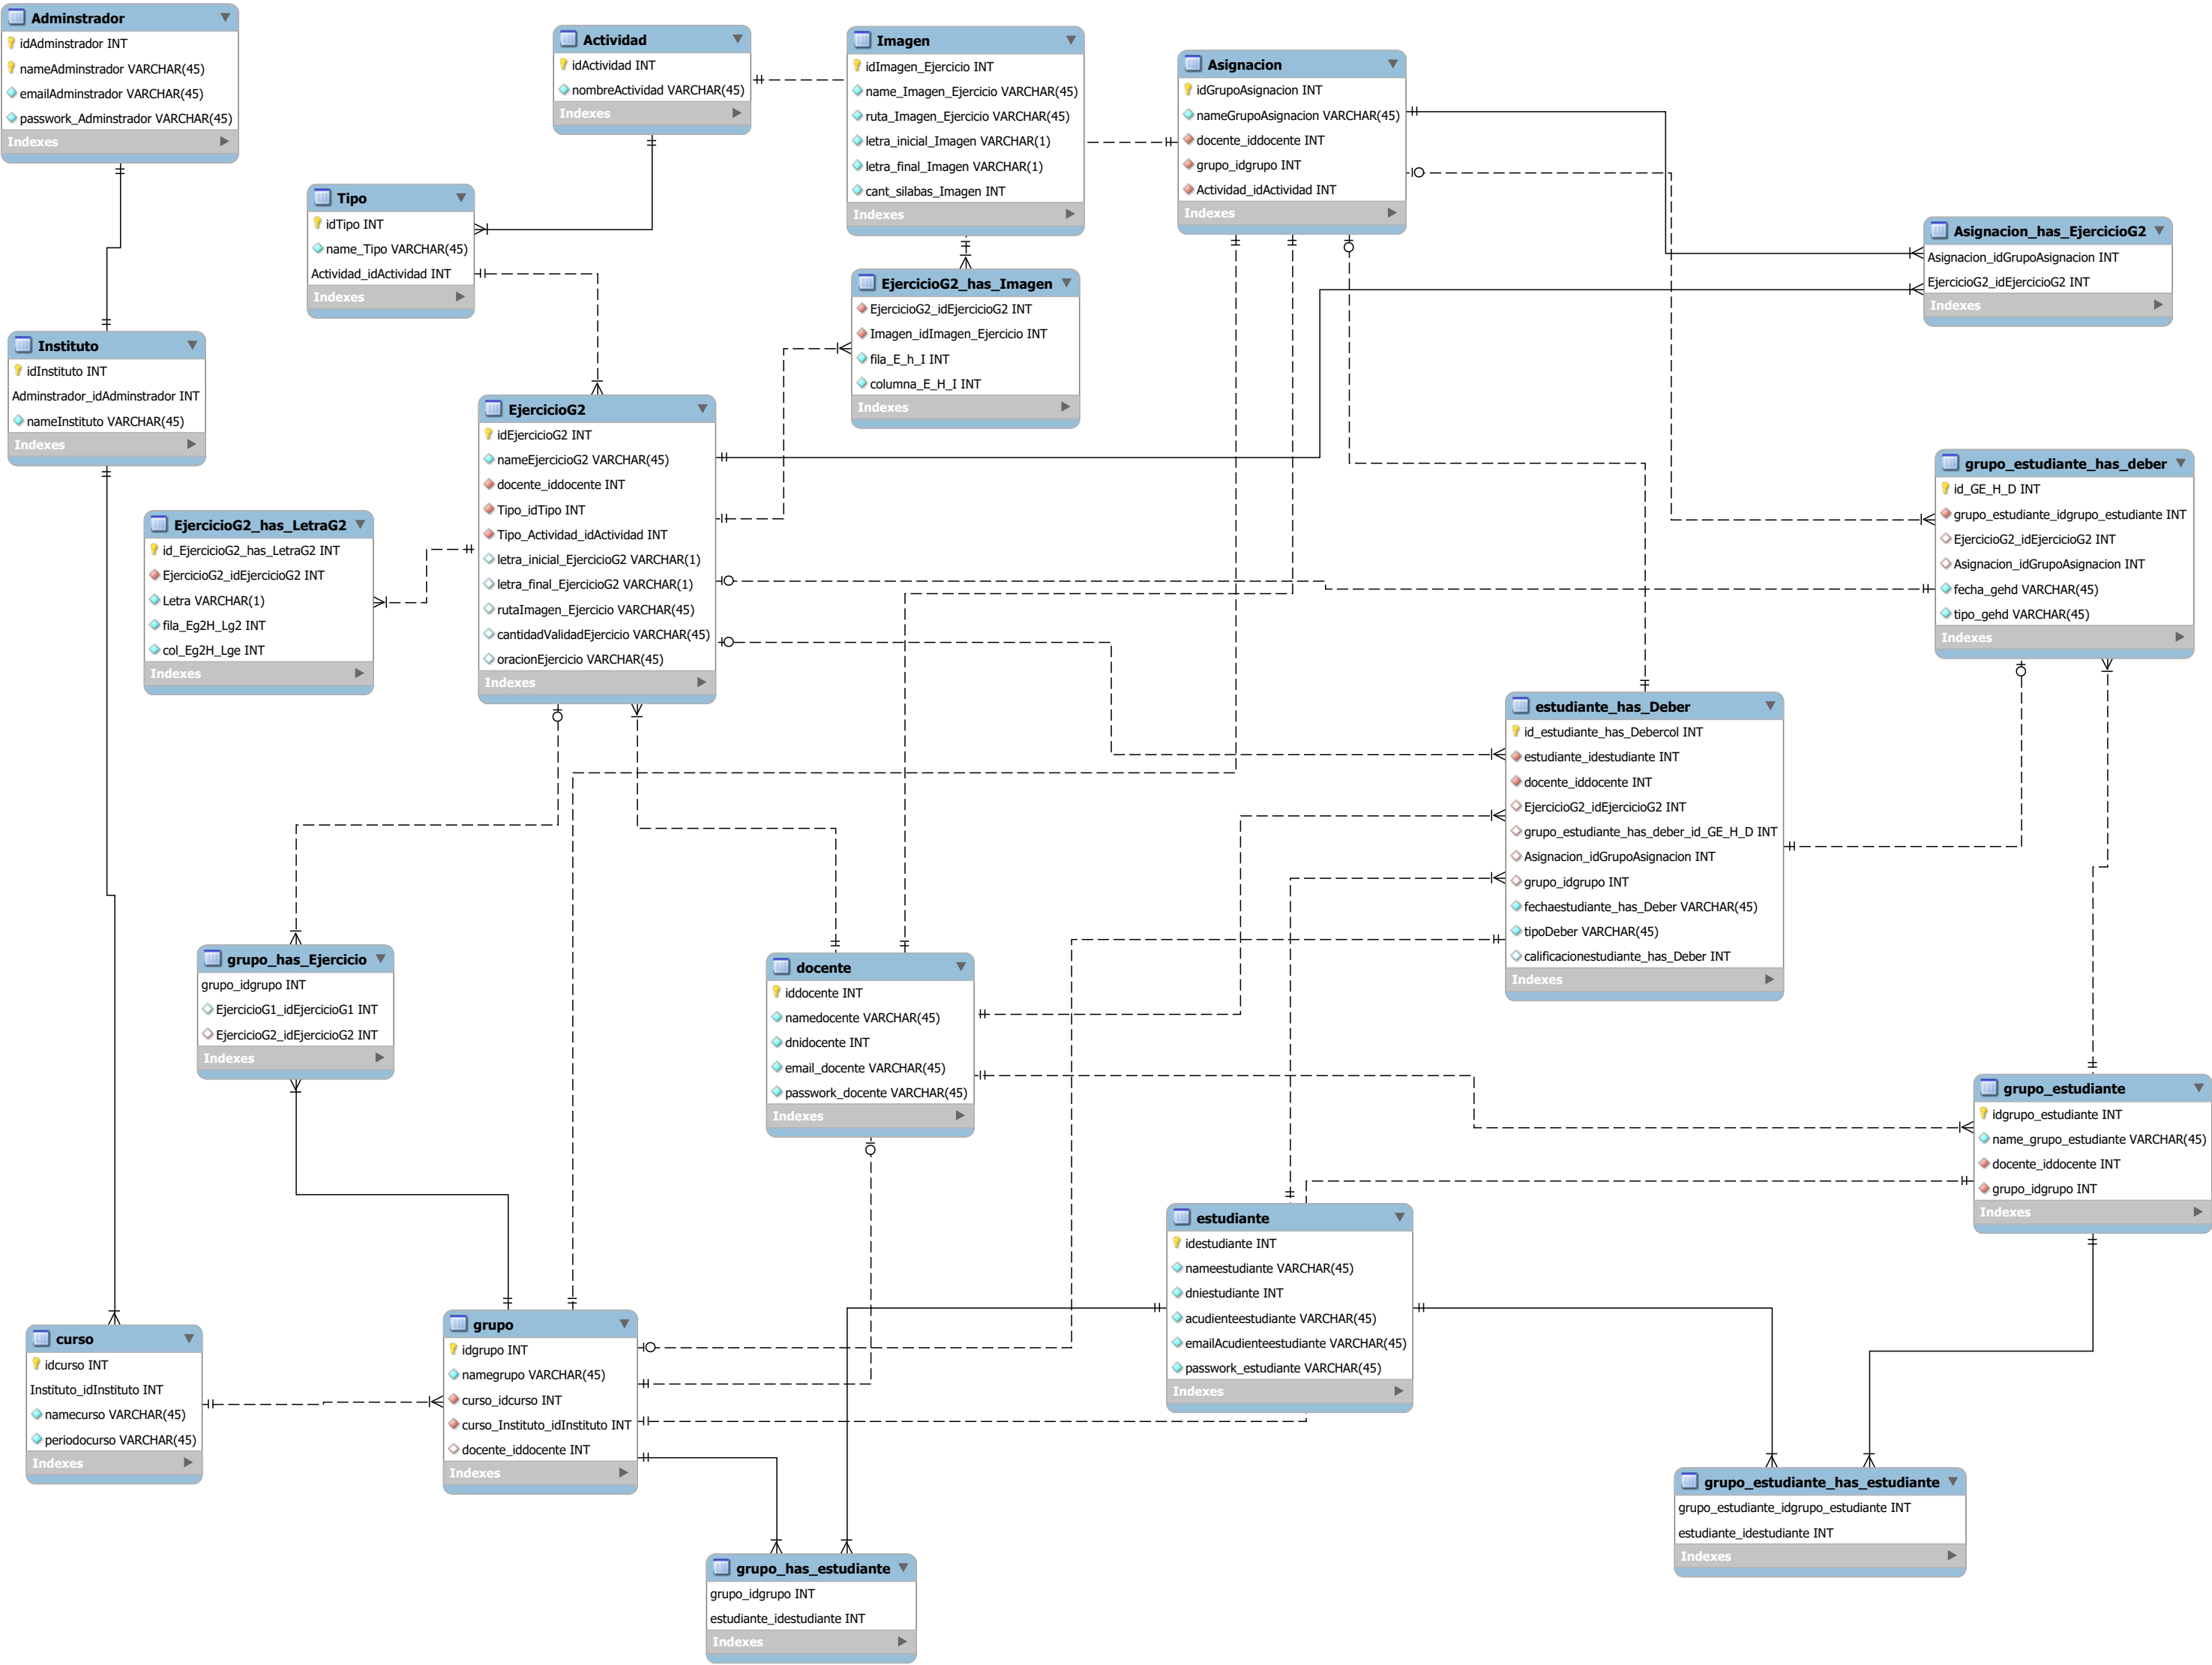 Adminstrador
idAdminstrador INT
nameAdminstrador VARCHAR(45)
emailAdminstrador VARCHAR(45)
passwork_Adminstrador VARCHAR(45)
Indexes
Actividad
idActividad INT
nombreActividad VARCHAR(45)
Indexes
Imagen
idImagen_Ejercicio INT
name_Imagen_Ejercicio VARCHAR(45)
ruta_Imagen_Ejercicio VARCHAR(45)
letra_inicial_Imagen VARCHAR(1)
letra_final_Imagen VARCHAR(1)
cant_silabas_Imagen INT
Indexes
Asignacion
idGrupoAsignacion INT
nameGrupoAsignacion VARCHAR(45)
docente_iddocente INT
grupo_idgrupo INT
Actividad_idActividad INT
Indexes
Tipo
idTipo INT
name_Tipo VARCHAR(45)
Actividad_idActividad INT
Indexes
Asignacion_has_EjercicioG2
Asignacion_idGrupoAsignacion INT
EjercicioG2_idEjercicioG2 INT
Indexes
EjercicioG2_has_Imagen
EjercicioG2_idEjercicioG2 INT
Imagen_idImagen_Ejercicio INT
fila_E_h_I INT
columna_E_H_I INT
Indexes
Instituto
idInstituto INT
Adminstrador_idAdminstrador INT
nameInstituto VARCHAR(45)
Indexes
EjercicioG2
idEjercicioG2 INT
nameEjercicioG2 VARCHAR(45)
docente_iddocente INT
Tipo_idTipo INT
Tipo_Actividad_idActividad INT
letra_inicial_EjercicioG2 VARCHAR(1)
letra_final_EjercicioG2 VARCHAR(1)
rutaImagen_Ejercicio VARCHAR(45)
cantidadValidadEjercicio VARCHAR(45)
oracionEjercicio VARCHAR(45)
Indexes
grupo_estudiante_has_deber
id_GE_H_D INT
grupo_estudiante_idgrupo_estudiante INT
EjercicioG2_idEjercicioG2 INT
Asignacion_idGrupoAsignacion INT
fecha_gehd VARCHAR(45)
tipo_gehd VARCHAR(45)
Indexes
EjercicioG2_has_LetraG2
id_EjercicioG2_has_LetraG2 INT
EjercicioG2_idEjercicioG2 INT
Letra VARCHAR(1)
fila_Eg2H_Lg2 INT
col_Eg2H_Lge INT
Indexes
estudiante_has_Deber
id_estudiante_has_Debercol INT
estudiante_idestudiante INT
docente_iddocente INT
EjercicioG2_idEjercicioG2 INT
grupo_estudiante_has_deber_id_GE_H_D INT
Asignacion_idGrupoAsignacion INT
grupo_idgrupo INT
fechaestudiante_has_Deber VARCHAR(45)
tipoDeber VARCHAR(45)
calificacionestudiante_has_Deber INT
Indexes
grupo_has_Ejercicio
grupo_idgrupo INT
EjercicioG1_idEjercicioG1 INT
EjercicioG2_idEjercicioG2 INT
Indexes
docente
iddocente INT
namedocente VARCHAR(45)
dnidocente INT
email_docente VARCHAR(45)
passwork_docente VARCHAR(45)
Indexes
grupo_estudiante
idgrupo_estudiante INT
name_grupo_estudiante VARCHAR(45)
docente_iddocente INT
grupo_idgrupo INT
Indexes
estudiante
idestudiante INT
nameestudiante VARCHAR(45)
dniestudiante INT
acudienteestudiante VARCHAR(45)
emailAcudienteestudiante VARCHAR(45)
passwork_estudiante VARCHAR(45)
Indexes
grupo
idgrupo INT
namegrupo VARCHAR(45)
curso_idcurso INT
curso_Instituto_idInstituto INT
docente_iddocente INT
Indexes
curso
idcurso INT
Instituto_idInstituto INT
namecurso VARCHAR(45)
periodocurso VARCHAR(45)
Indexes
grupo_estudiante_has_estudiante
grupo_estudiante_idgrupo_estudiante INT
estudiante_idestudiante INT
Indexes
grupo_has_estudiante
grupo_idgrupo INT
estudiante_idestudiante INT
Indexes